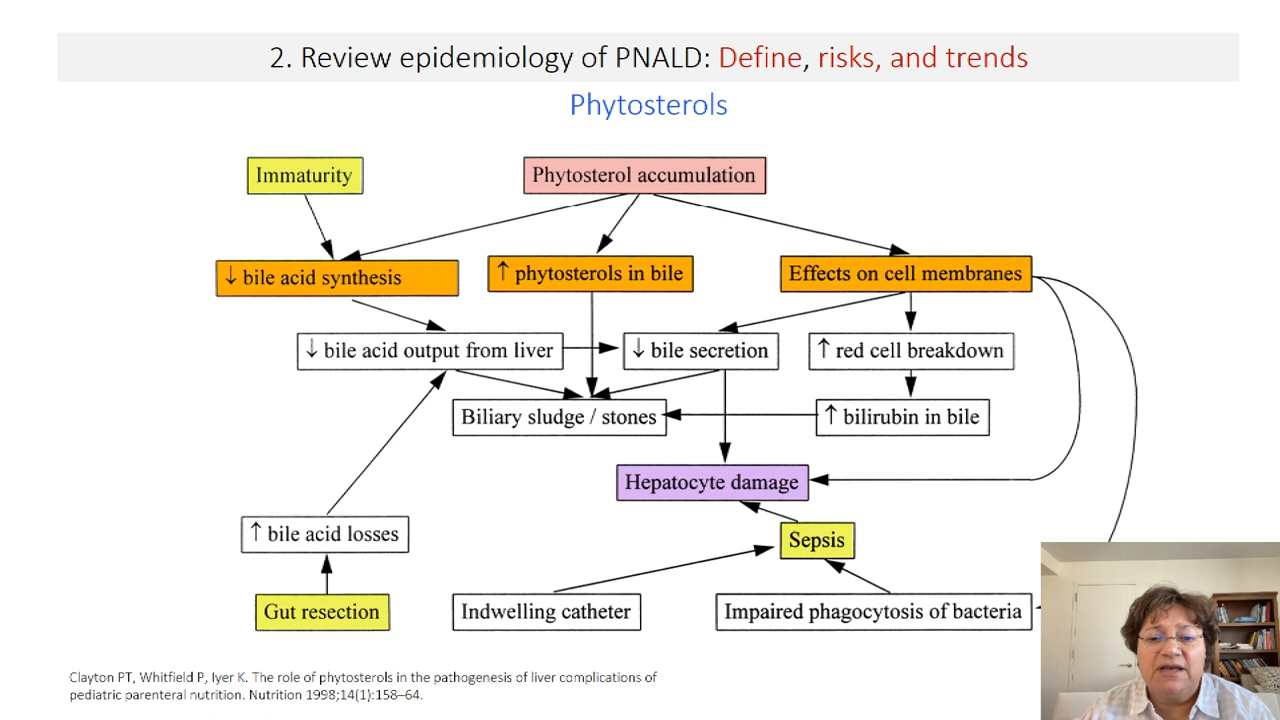 2. Review epidemiology of PNALD: Define, risks, and trends
Phytosterols
Immaturity
Phytosterol accumulation
↓ bile acid synthesis
↑ phytosterols in bile
Effects on cell membranes
↓ bile acid output from liver
↓ bile secretion
↑ red cell breakdown
Biliary sludge / stones
↑ bilirubin in bile
Hepatocyte damage
↑ bile acid losses
Sepsis
Gut resection
Indwelling catheter
Impaired phagocytosis of bacteria
Clayton PT, Whitfield P, Iyer K. The role of phytosterols in the pathogenesis of liver complications of
pediatric parenteral nutrition. Nutrition 1998;14(1):158–64.